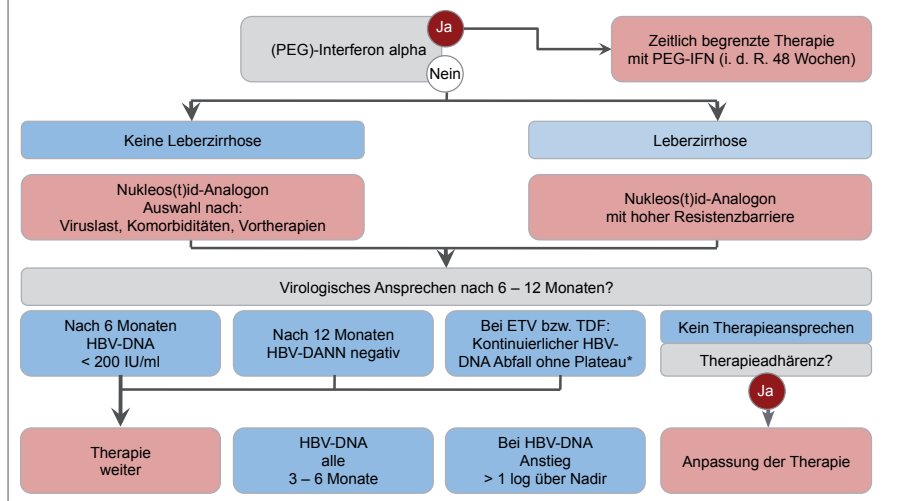 (PEG)-Interferon alpha
Ja
Nein
Zeitlich begrenzte Therapie
mit PEG-IFN (i. d. R. 48 Wochen)
Keine Leberzirrhose
Leberzirrhose
Nukleos(t)id-Analogon
Auswahl nach:
Viruslast, Komorbiditäten, Vortherapien
Nukleos(t)id-Analogon
mit hoher Resistenzbarriere
Virologisches Ansprechen nach 6 – 12 Monaten?
Nach 6 Monaten
HBV-DNA
< 200 IU/ml
Nach 12 Monaten
HBV-DANN negativ
Bei ETV bzw. TDF:
Kontinuierlicher HBV-
DNA Abfall ohne Plateau*
Kein Therapieansprechen
Therapieadhärenz?
Ja
Therapie
weiter
HBV-DNA
alle
3 – 6 Monate
Bei HBV-DNA
Anstieg
> 1 log über Nadir
Anpassung der Therapie